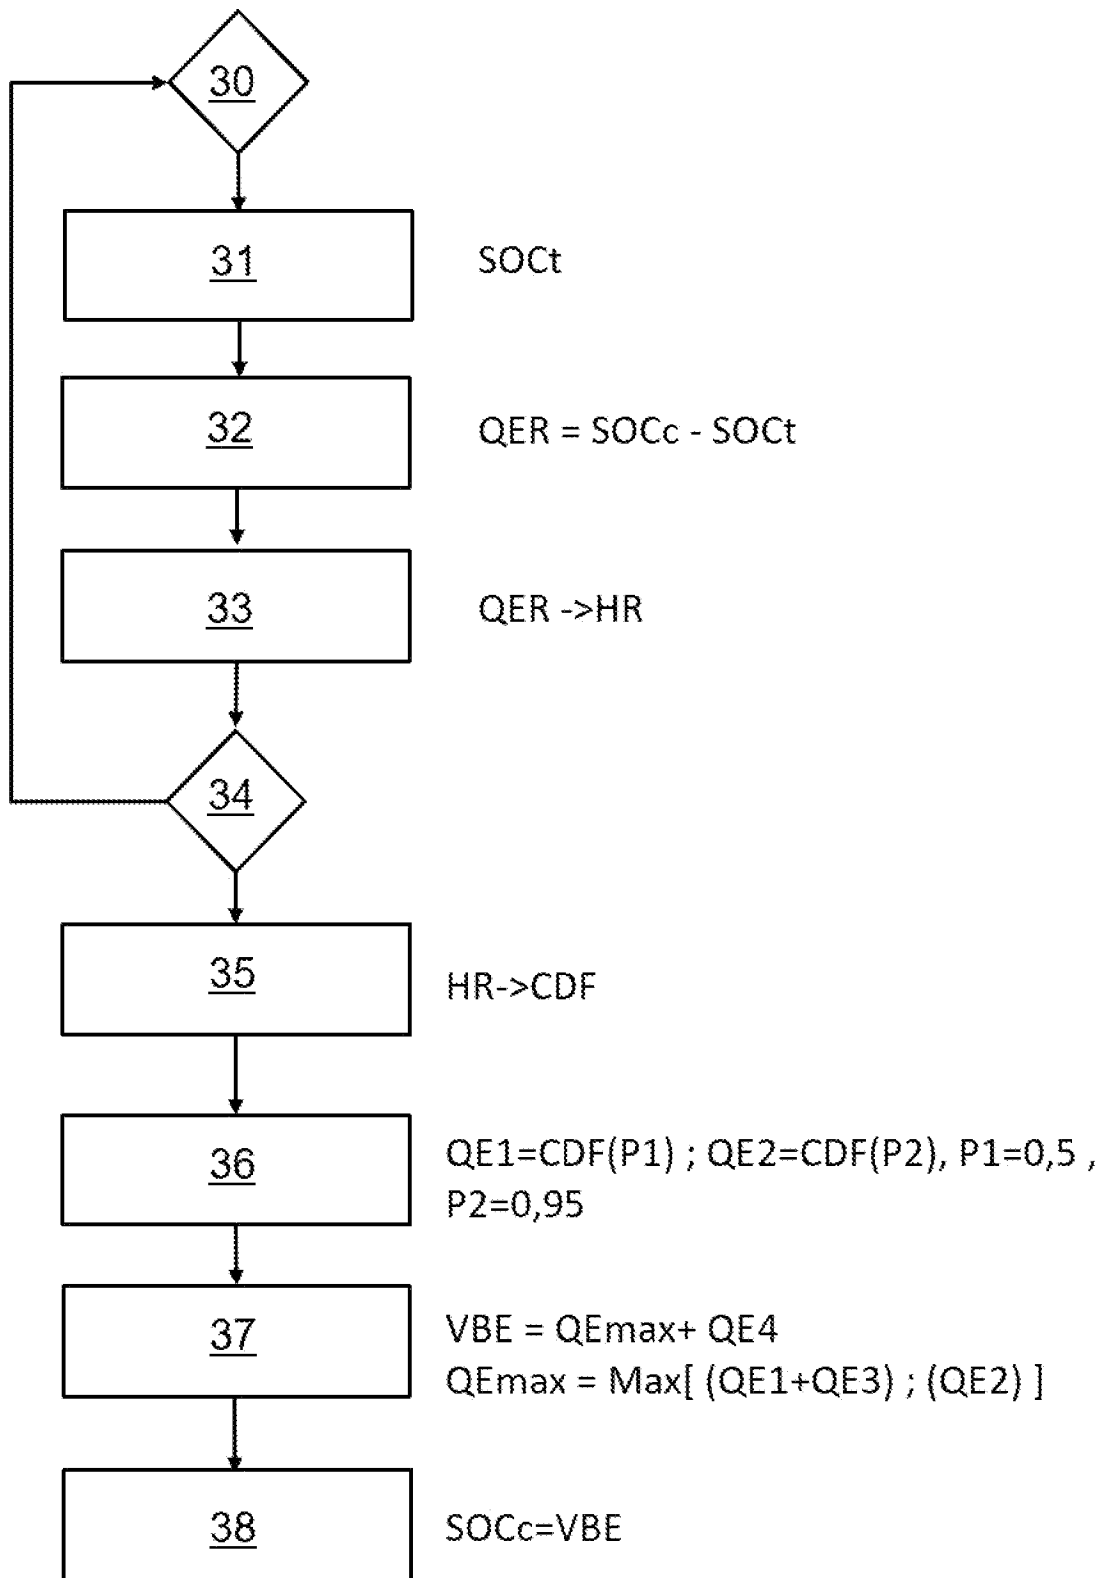 30
31
SOCt
32
QER = SOCc - SOCt
33
QER ->HR
34
35
HR->CDF
36
QE1=CDF(P1) ; QE2=CDF(P2), P1=0,5 ,
P2=0,95
37
VBE = QEmax+ QE4
QEmax = Max[ (QE1+QE3) ; (QE2) ]
38
SOCc=VBE